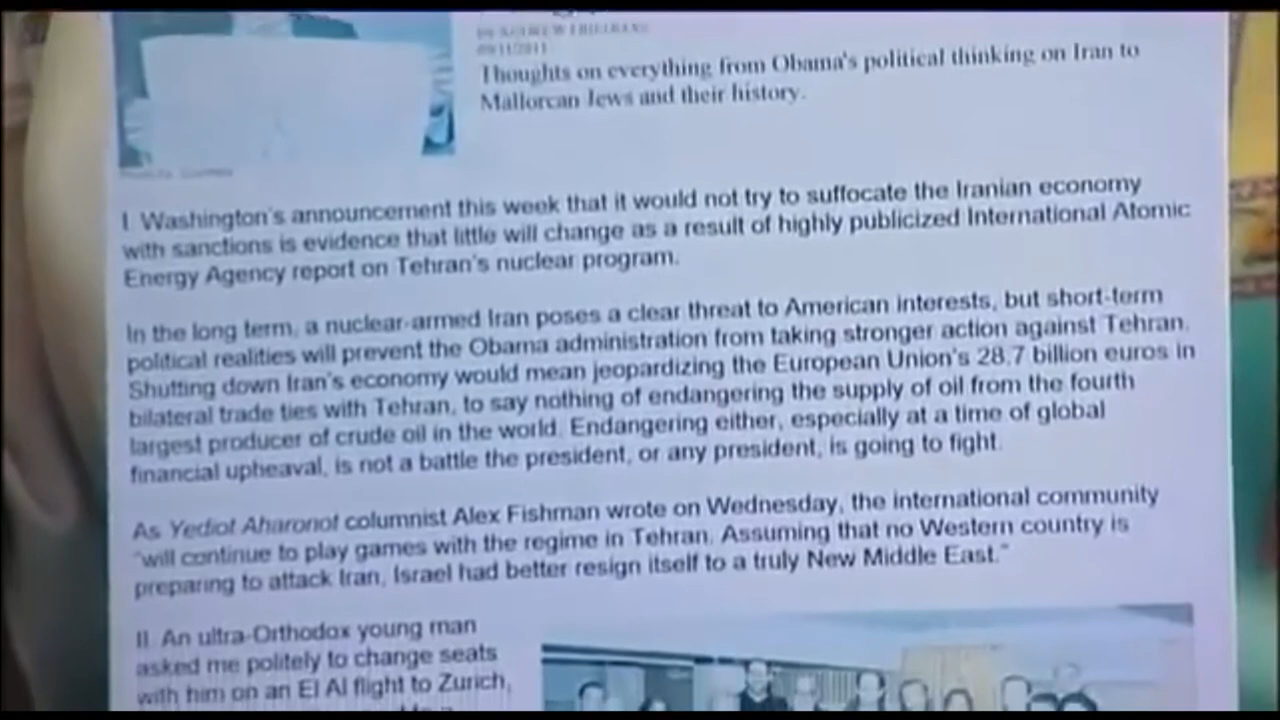 09/11/2011
Thoughts on everything from Obama's political thinking on Iran to
Mallorcan Jews and their history.
I. Washington's announcement this week that it would not try to suffocate the Iranian economy
with sanctions is evidence that little will change as a result of highly publicized International Atomic
Energy Agency report on Tehran's nuclear program.
In the long term, a nuclear-armed Iran poses a clear threat to American interests, but short-term
political realities will prevent the Obama administration from taking stronger action against Tehran.
Shutting down Iran's economy would mean jeopardizing the European Union's 28.7 billion euros in
bilateral trade ties with Tehran, to say nothing of endangering the supply of oil from the fourth
largest producer of crude oil in the world. Endangering either, especially at a time of global
financial upheaval, is not a battle the president, or any president, is going to fight.
As Yediot Aharonot columnist Alex Fishman wrote on Wednesday, the international community
"will continue to play games with the regime in Tehran. Assuming that no Western country is
preparing to attack Iran, Israel had better resign itself to a truly New Middle East."
II. An ultra-Orthodox young man
asked me politely to change seats
with him on an El Al flight to Zurich,